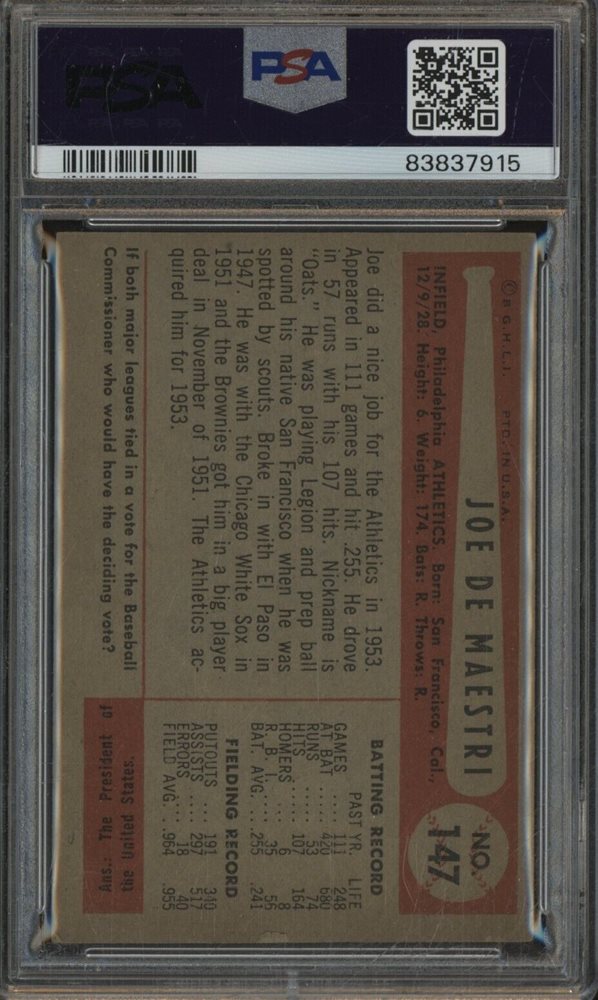 PSA
PSA
83837915
© B.G.H.L.I. PTD. IN U.S.A.
JOE DE MAESTRI
NO.
147
INFIELD, Philadelphia ATHLETICS. Born: San Francisco, Cal.,
12/9/28. Height: 6. Weight: 174. Bats: R. Throws: R.
Joe did a nice job for the Athletics in 1953.
Appeared in 111 games and hit .255. He drove
in 57 runs with his 107 hits. Nickname is
"Oats." He was playing Legion and prep ball
around his native San Francisco when he was
spotted by scouts. Broke in with El Paso in
1947. He was with the Chicago White Sox in
1951 and the Brownies got him in a big player
deal in November of 1951. The Athletics ac-
quired him for 1953.
BATTING RECORD
PAST YR. LIFE
GAMES ..... 111 248
AT BAT ..... 420 680
RUNS ..... 53 74
HITS ..... 107 164
HOMERS ..... 6 8
R. B. I. ..... 35 56
BAT. AVG. .. .255 .241
FIELDING RECORD
PUTOUTS ... 191 340
ASSISTS .... 297 517
ERRORS .... 18 40
FIELD AVG. .. .964 .955
If both major leagues tied in a vote for the Baseball
Commissioner who would have the deciding vote?
Ans.: The President of
the United States.